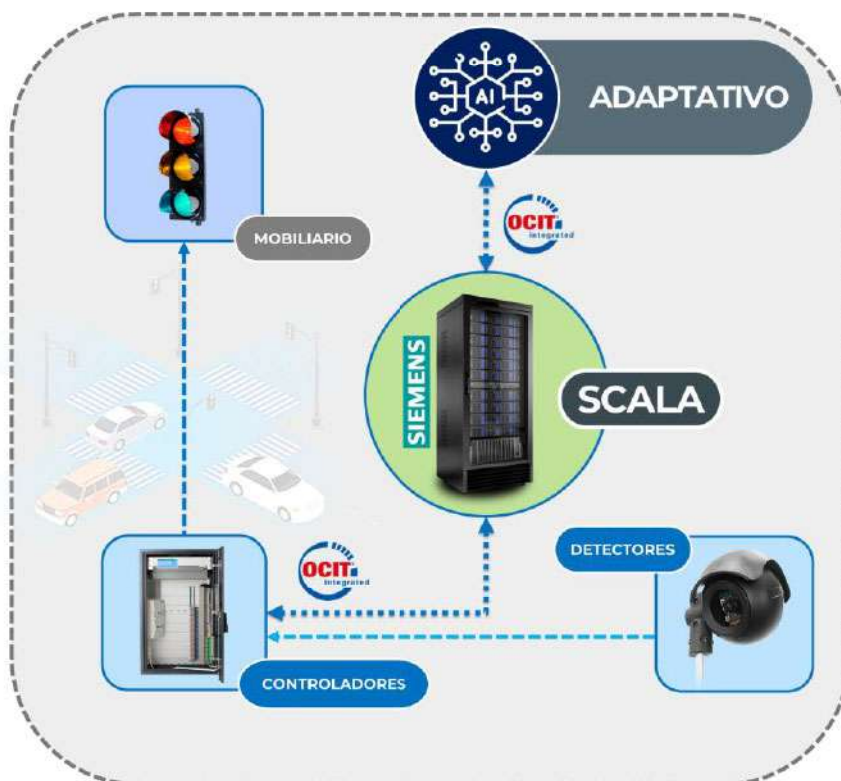 AI
ADAPTATIVO
OCIT
integrated
MOBILIARIO
SIEMENS
SCALA
DETECTORES
OCIT
integrated
CONTROLADORES